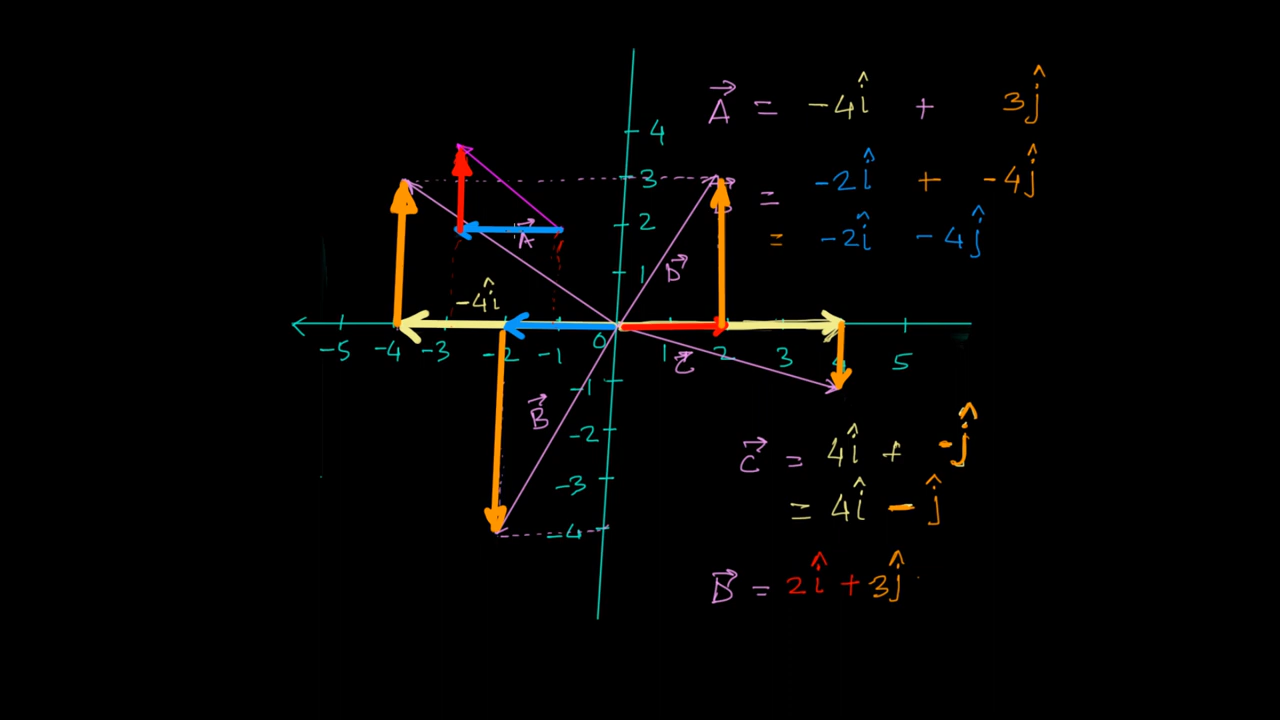 A⃗ = -4î + 3ĵ
= -2î + -4ĵ
= -2î -4ĵ
4
3
2
1
A⃗
D⃗
-4î
-5 -4 -3 -2 -1 0 1 2 3 4 5
C⃗
B⃗
-1
-2
-3
-4
C⃗ = 4î + -ĵ
= 4î - ĵ
D⃗ = 2î + 3ĵ